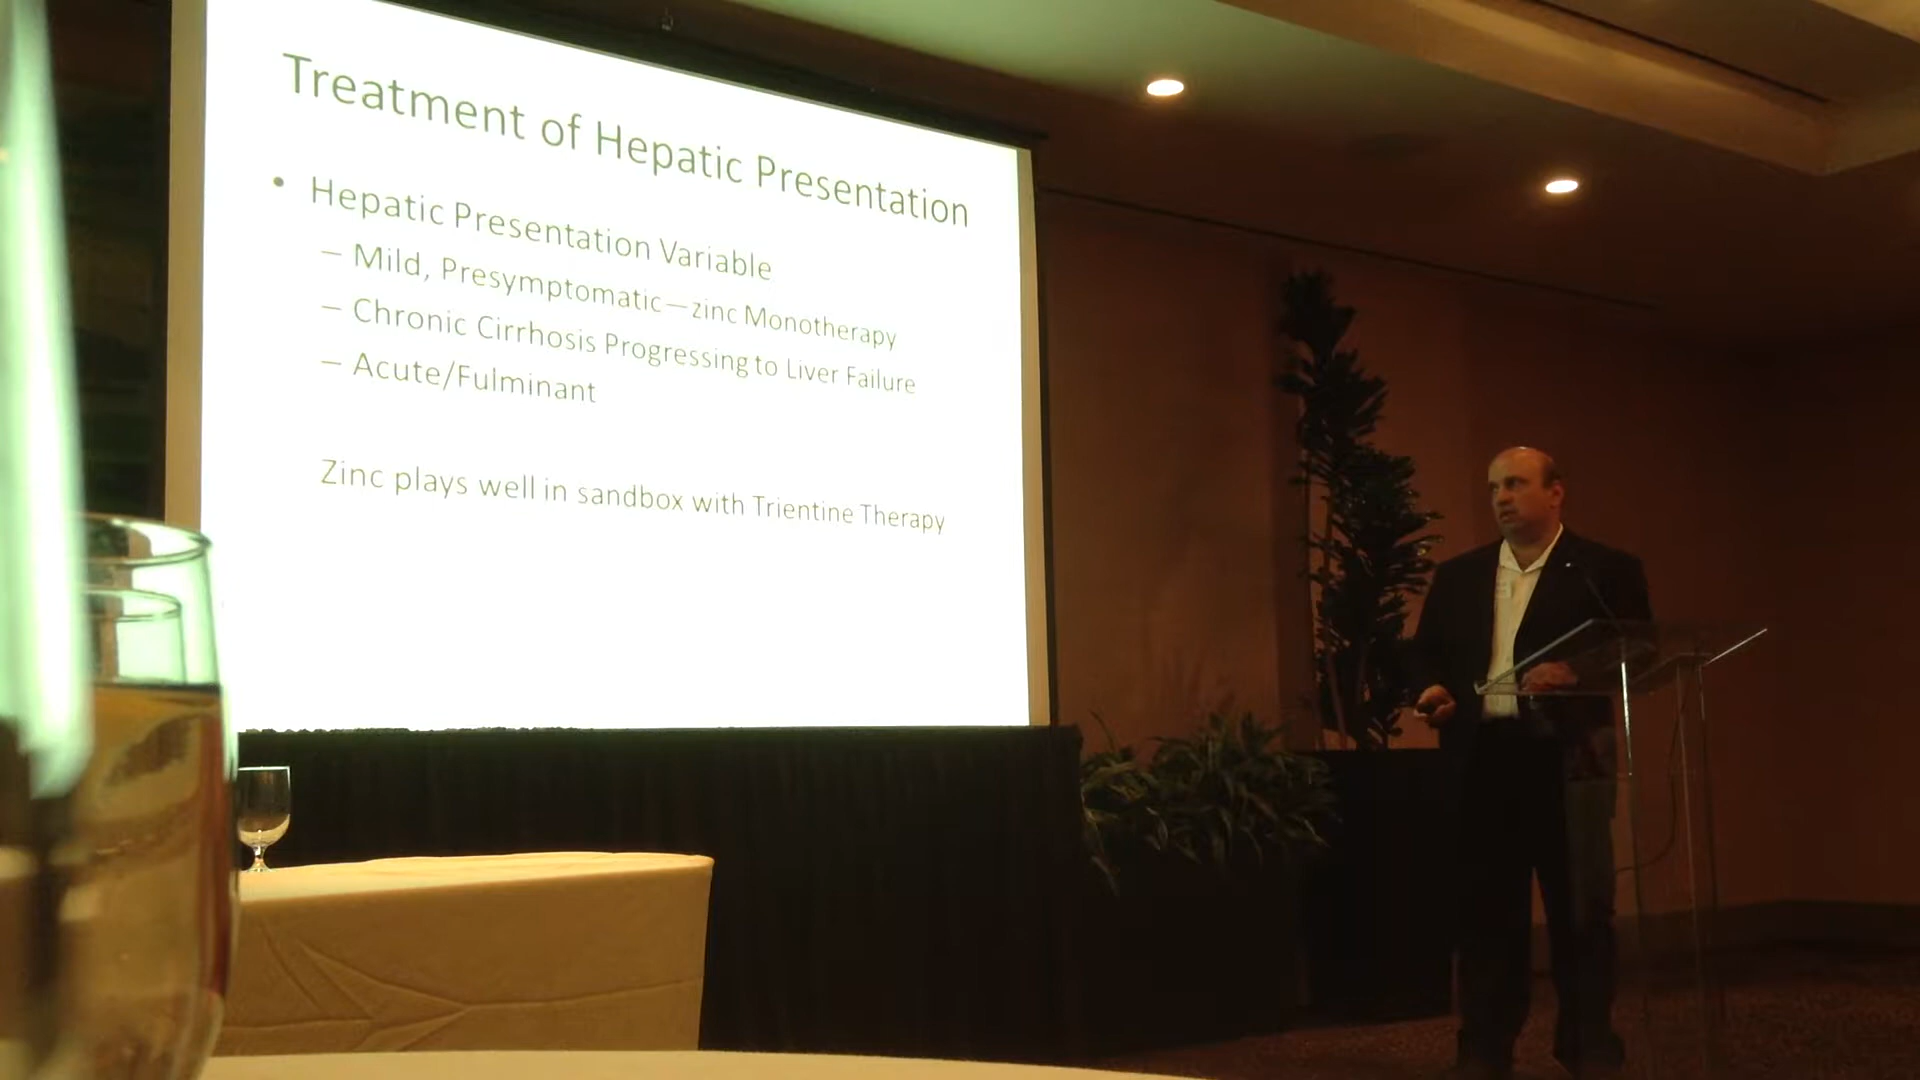 Treatment of Hepatic Presentation
• Hepatic Presentation Variable
– Mild, Presymptomatic—zinc Monotherapy
– Chronic Cirrhosis Progressing to Liver Failure
– Acute/Fulminant
Zinc plays well in sandbox with Trientine Therapy